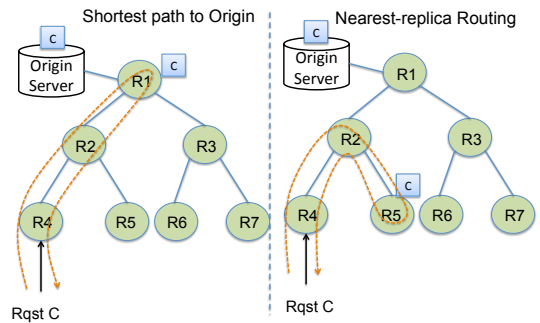 Shortest path to Origin
C
Origin
Server
C
R1
R2
R3
R4
R5
R6
R7
Rqst C
Nearest-replica Routing
C
Origin
Server
R1
R2
R3
C
R4
R5
R6
R7
Rqst C